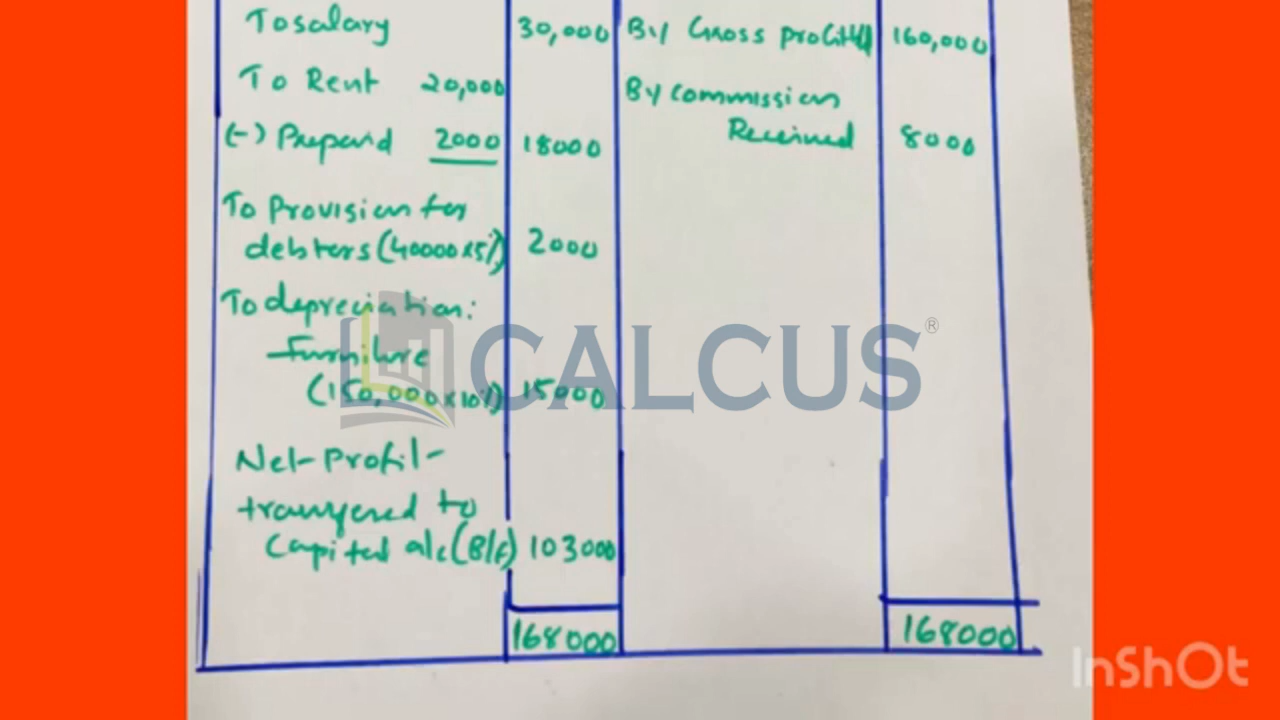 To salary 30,000 By Gross profit b/d 160,000
To Rent 20,000
By commission
Received 8000
(-) Prepaid 2000 18000
To Provision for
debters (40000x5%) 2000
To depreciation:
Furniture
(150,000x10%) 15000
CALCUS®
Net-Profit-
transfered to
Capital a/c (B/f) 103000
168000 168000
InShOt